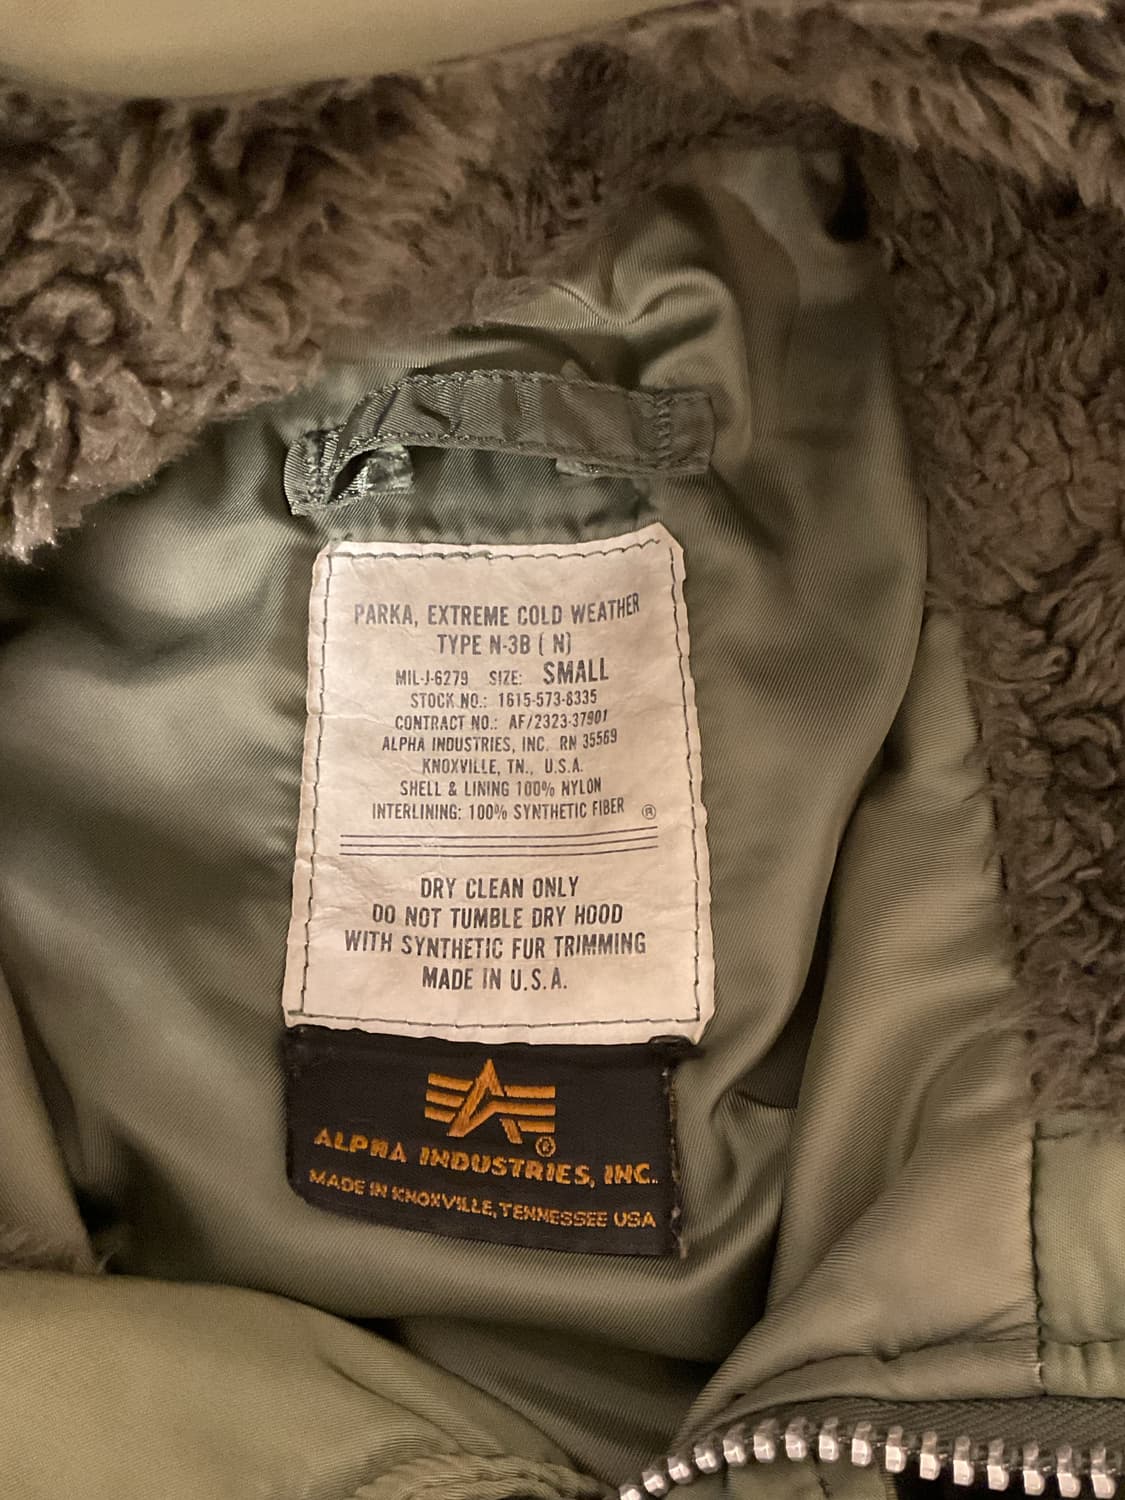 PARKA, EXTREME COLD WEATHER
TYPE N-3B ( N)
MIL-J-6279 SIZE: SMALL
STOCK NO.: 1615-573-8335
CONTRACT NO.: AF/2323-37901
ALPHA INDUSTRIES, INC. RN 35569
KNOXVILLE, TN., U.S.A.
SHELL & LINING 100% NYLON
INTERLINING: 100% SYNTHETIC FIBER ®
DRY CLEAN ONLY
DO NOT TUMBLE DRY HOOD
WITH SYNTHETIC FUR TRIMMING
MADE IN U.S.A.
®
ALPHA INDUSTRIES, INC.
MADE IN KNOXVILLE, TENNESSEE USA